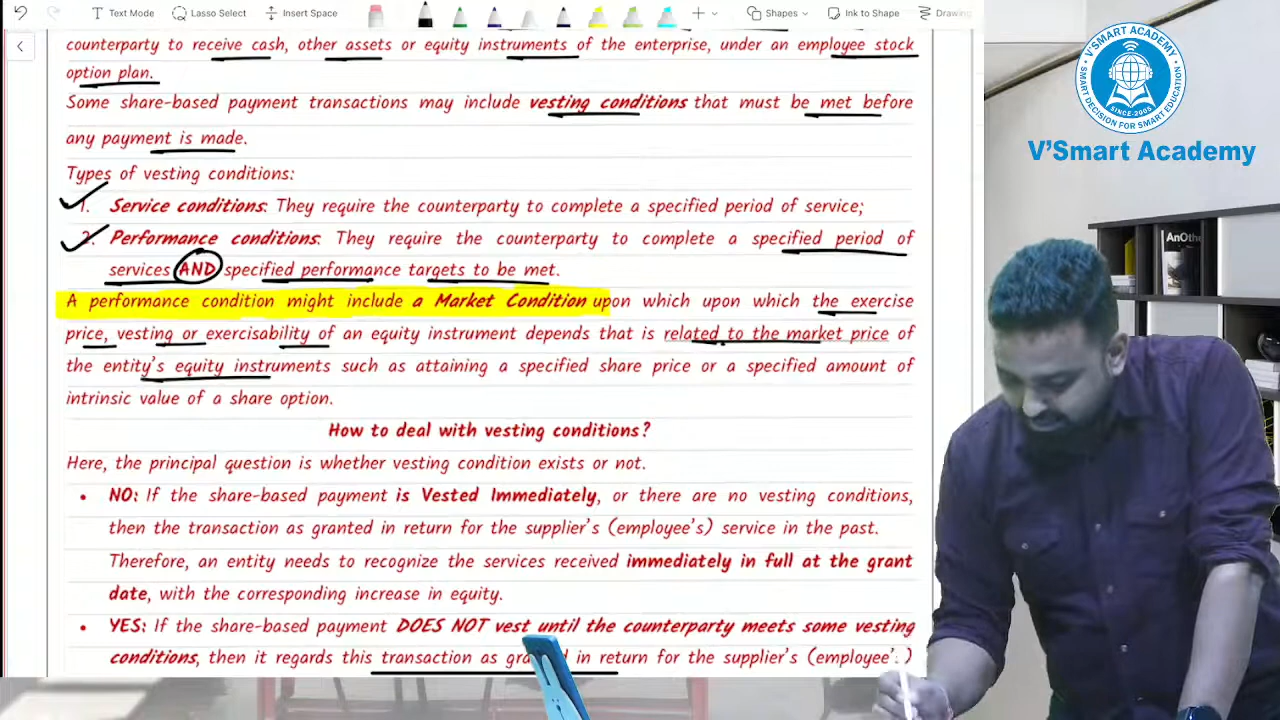 Text Mode Lasso Select Insert Space Shapes Ink to Shape Drawing
counterparty to receive cash, other assets or equity instruments of the enterprise, under an employee stock
option plan.
Some share-based payment transactions may include vesting conditions that must be met before
any payment is made.
Types of vesting conditions:
1. Service conditions: They require the counterparty to complete a specified period of service;
2. Performance conditions: They require the counterparty to complete a specified period of
services AND specified performance targets to be met.
A performance condition might include a Market Condition upon which upon which the exercise
price, vesting or exercisability of an equity instrument depends that is related to the market price of
the entity's equity instruments such as attaining a specified share price or a specified amount of
intrinsic value of a share option.
How to deal with vesting conditions?
Here, the principal question is whether vesting condition exists or not.
• NO: If the share-based payment is Vested Immediately, or there are no vesting conditions,
then the transaction as granted in return for the supplier's (employee's) service in the past.
Therefore, an entity needs to recognize the services received immediately in full at the grant
date, with the corresponding increase in equity.
• YES: If the share-based payment DOES NOT vest until the counterparty meets some vesting
conditions, then it regards this transaction as in return for the supplier's (employee's)
V'SMART ACADEMY
SMART DECISION FOR SMART EDUCATION
SINCE-2005
V'Smart Academy
AnOthe